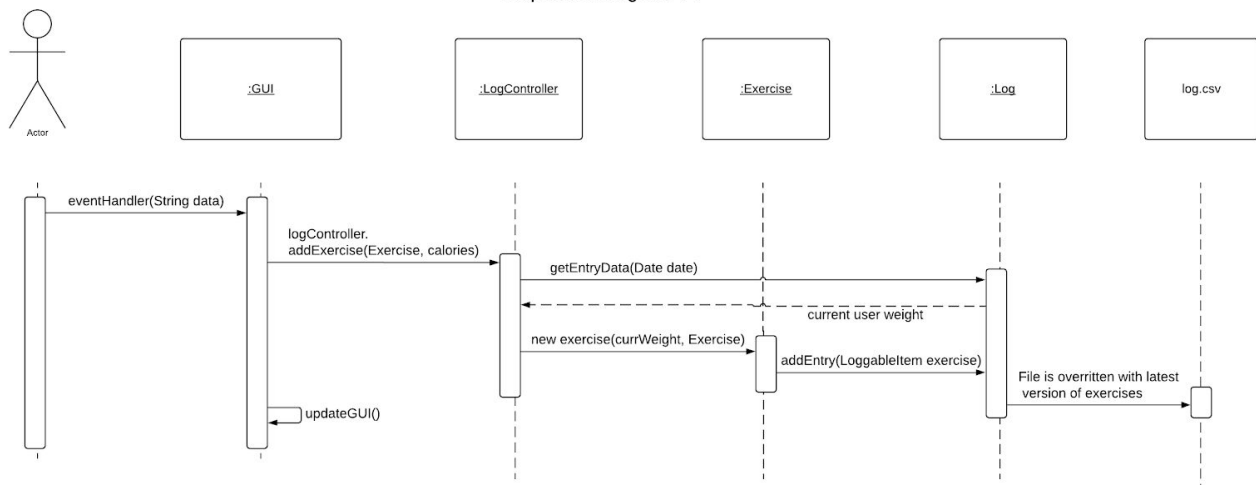 Actor
:GUI
:LogController
:Exercise
:Log
log.csv
eventHandler(String data)
logController.
addExercise(Exercise, calories)
getEntryData(Date date)
current user weight
new exercise(currWeight, Exercise)
addEntry(LoggableItem exercise)
File is overritten with latest
version of exercises
updateGUI()